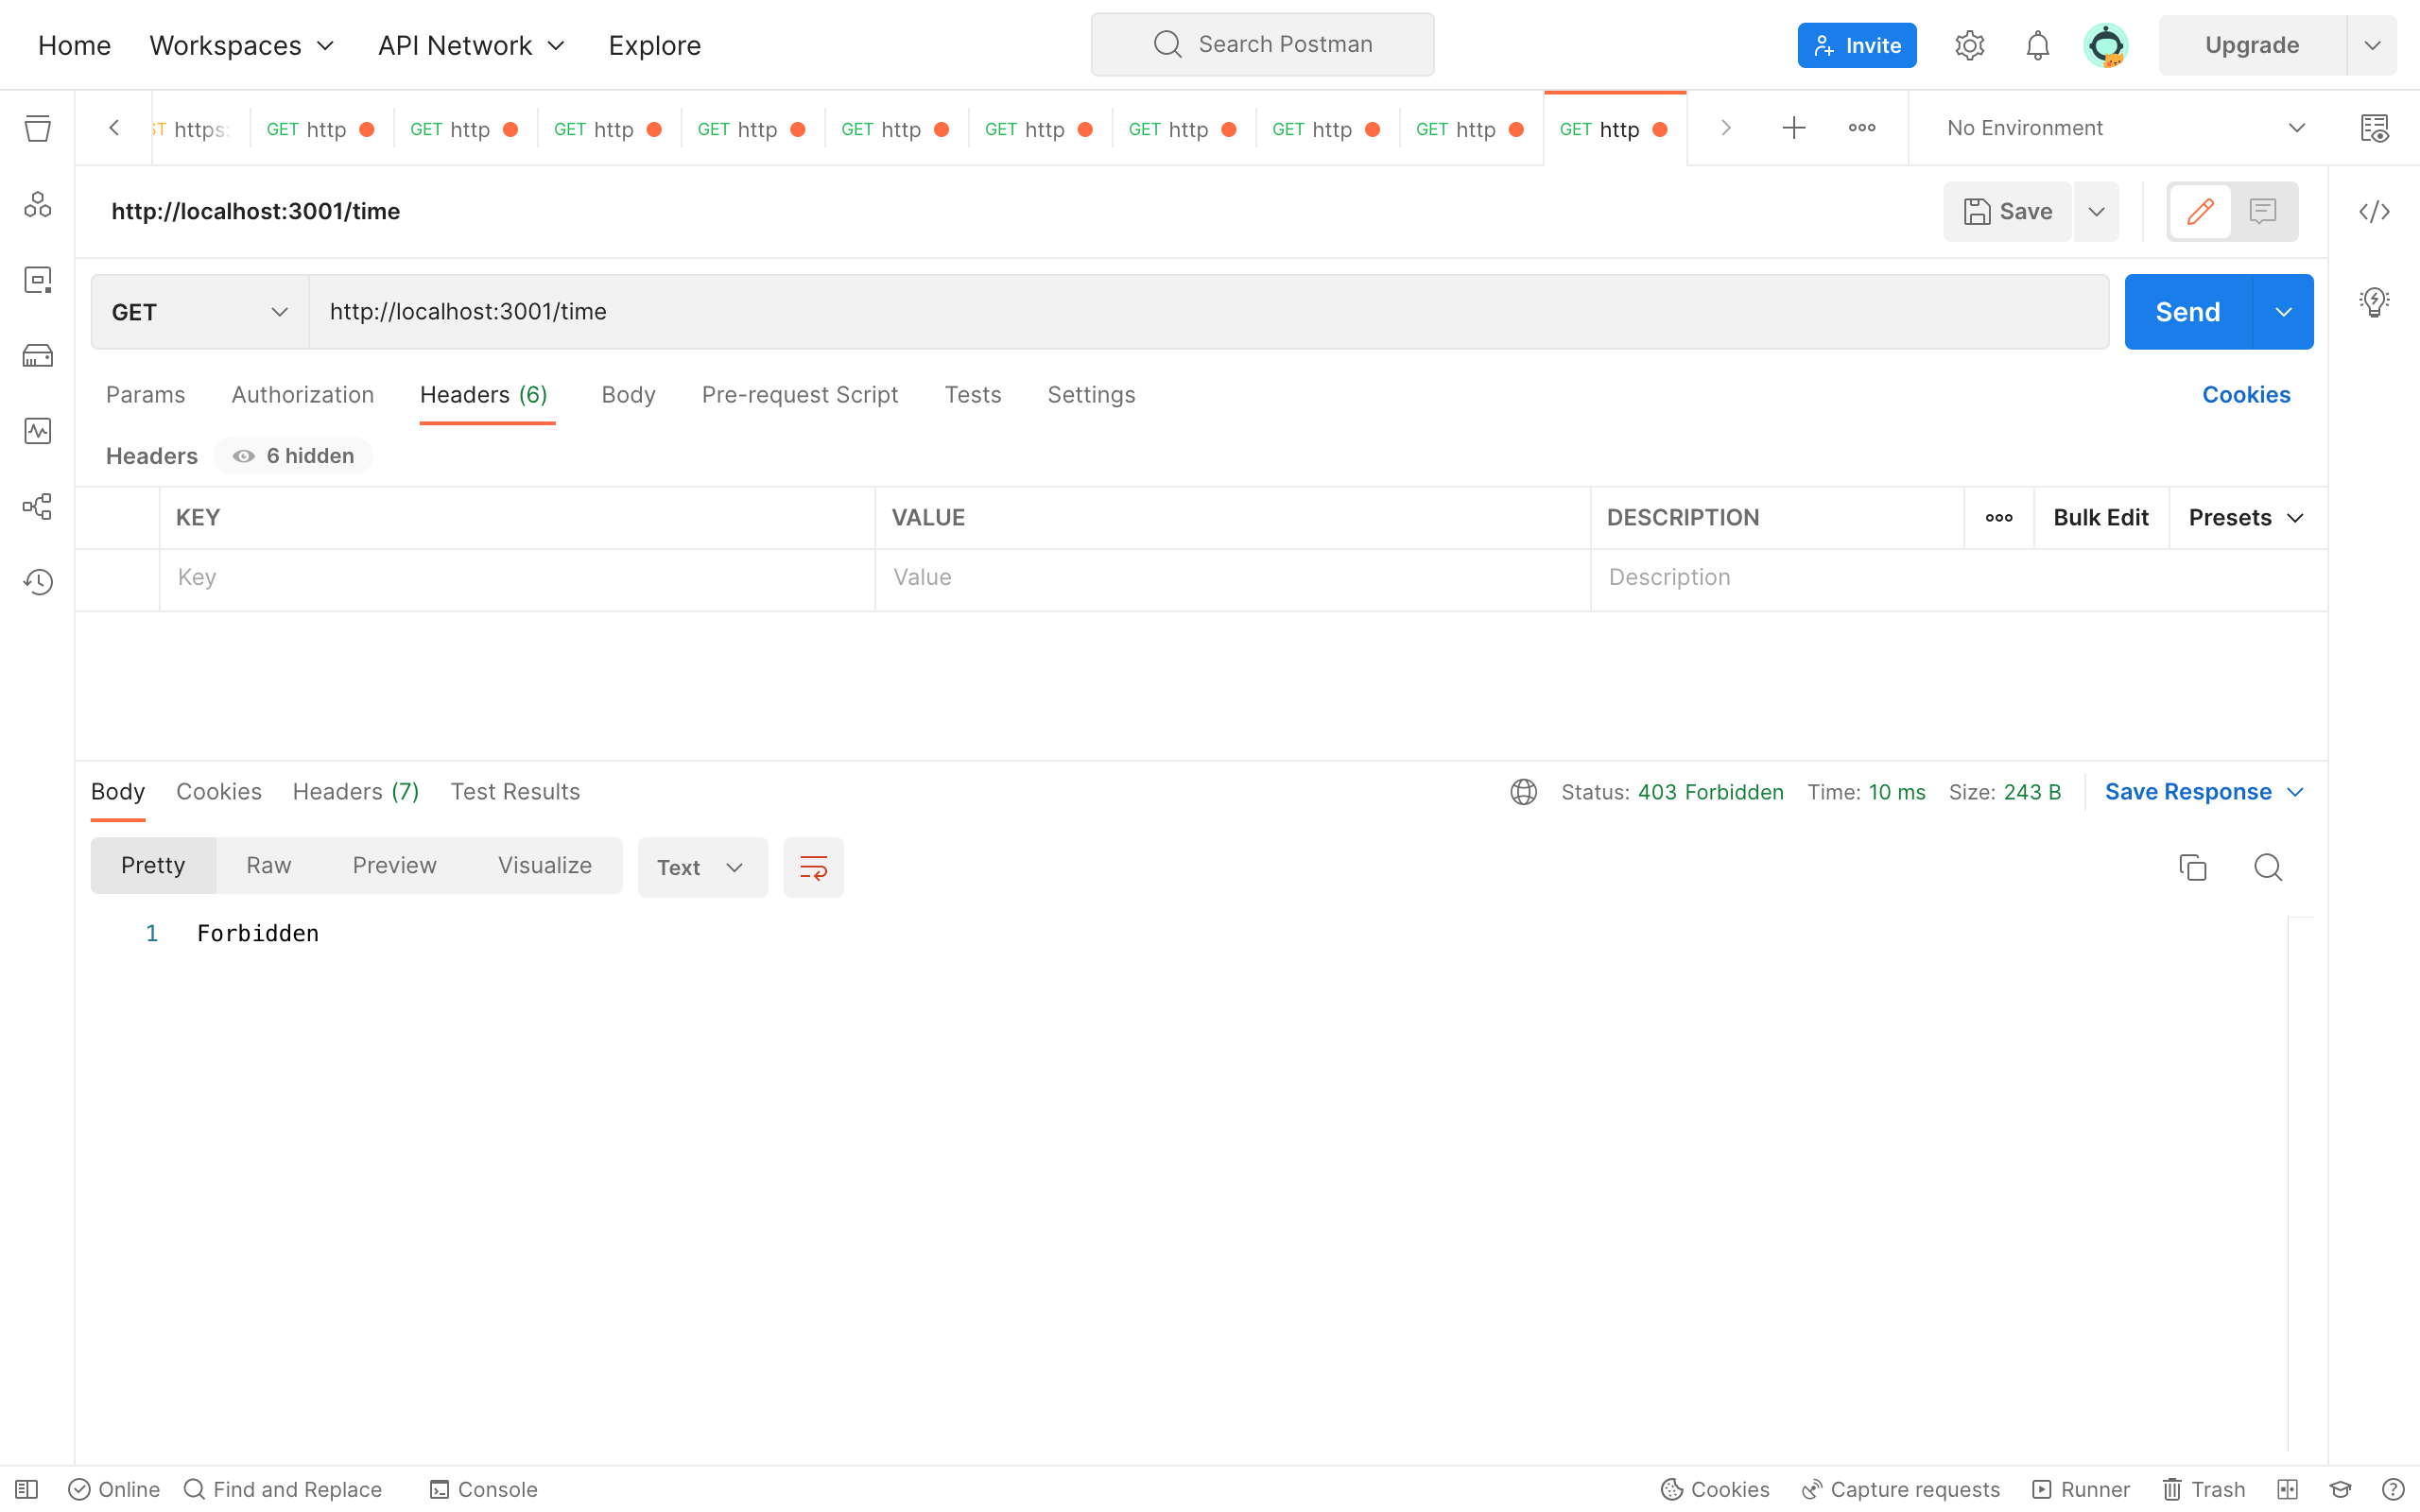 Home Workspaces API Network Explore Search Postman Invite Upgrade
ST https: GET http GET http GET http GET http GET http GET http GET http GET http GET http GET http No Environment
http://localhost:3001/time Save
GET http://localhost:3001/time Send
Params Authorization Headers (6) Body Pre-request Script Tests Settings Cookies
Headers 6 hidden
KEY VALUE DESCRIPTION Bulk Edit Presets
Key Value Description
Body Cookies Headers (7) Test Results Status: 403 Forbidden Time: 10 ms Size: 243 B Save Response
Pretty Raw Preview Visualize Text
1 Forbidden
Online Find and Replace Console Cookies Capture requests Runner Trash